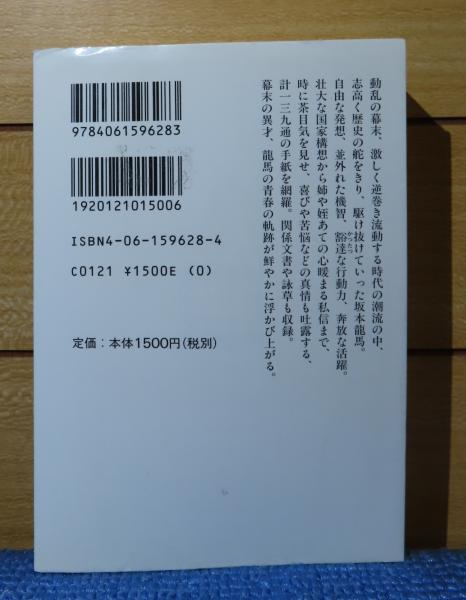 動乱の幕末、激しく逆巻き流動する時代の潮流の中、
志高く歴史の舵をきり、駆け抜けていった坂本龍馬。
自由な発想、並外れた機智、豁達な行動力、奔放な活躍。
かつたつ
壮大な国家構想から姉や姪あての心暖まる私信まで、
時に茶目気を見せ、喜びや苦悩などの真情も吐露する、
計一三九通の手紙を網羅。関係文書や詠草も収録。
幕末の異才、龍馬の青春の軌跡が鮮やかに浮かび上がる。
9784061596283
1920121015006
ISBN4-06-159628-4
C0121 ¥1500E (0)
定価：本体1500円(税別)